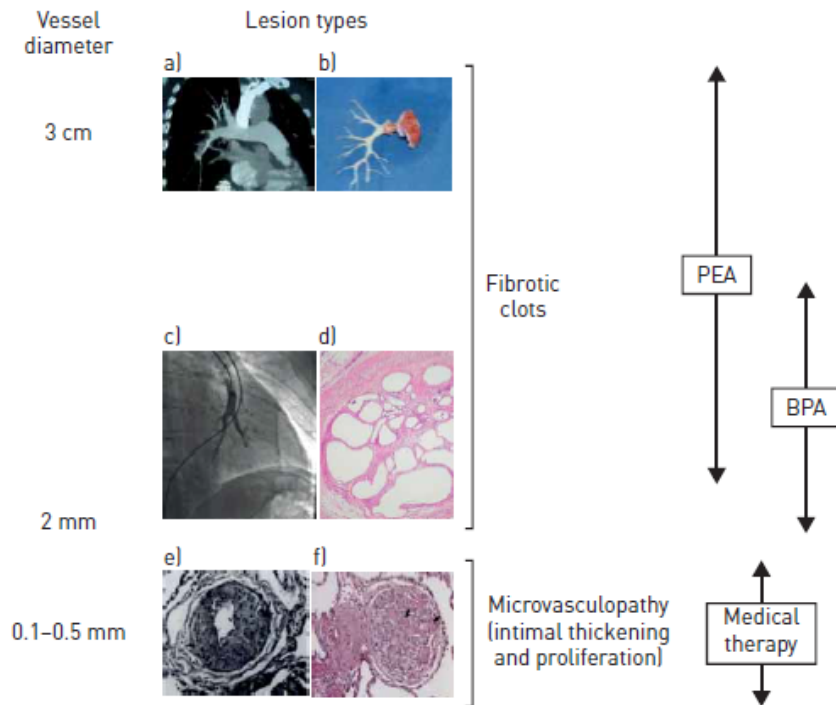 Vessel
diameter
Lesion types
a)
b)
3 cm
PEA
Fibrotic
clots
c)
d)
BPA
2 mm
e)
f)
0.1–0.5 mm
Microvasculopathy
(intimal thickening
and proliferation)
Medical
therapy